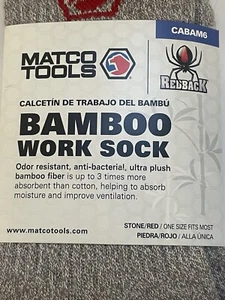 CABAM6
MATCO
TOOLS
REDBACK
CALCETÍN DE TRABAJO DEL BAMBÚ
BAMBOO
WORK SOCK
Odor resistant, anti-bacterial, ultra plush
bamboo fiber is up to 3 times more
absorbent than cotton, helping to absorb
moisture and improve ventilation.
www.matcotools.com
STONE/RED / ONE SIZE FITS MOST
PIEDRA/ROJO / ALLA ÚNICA